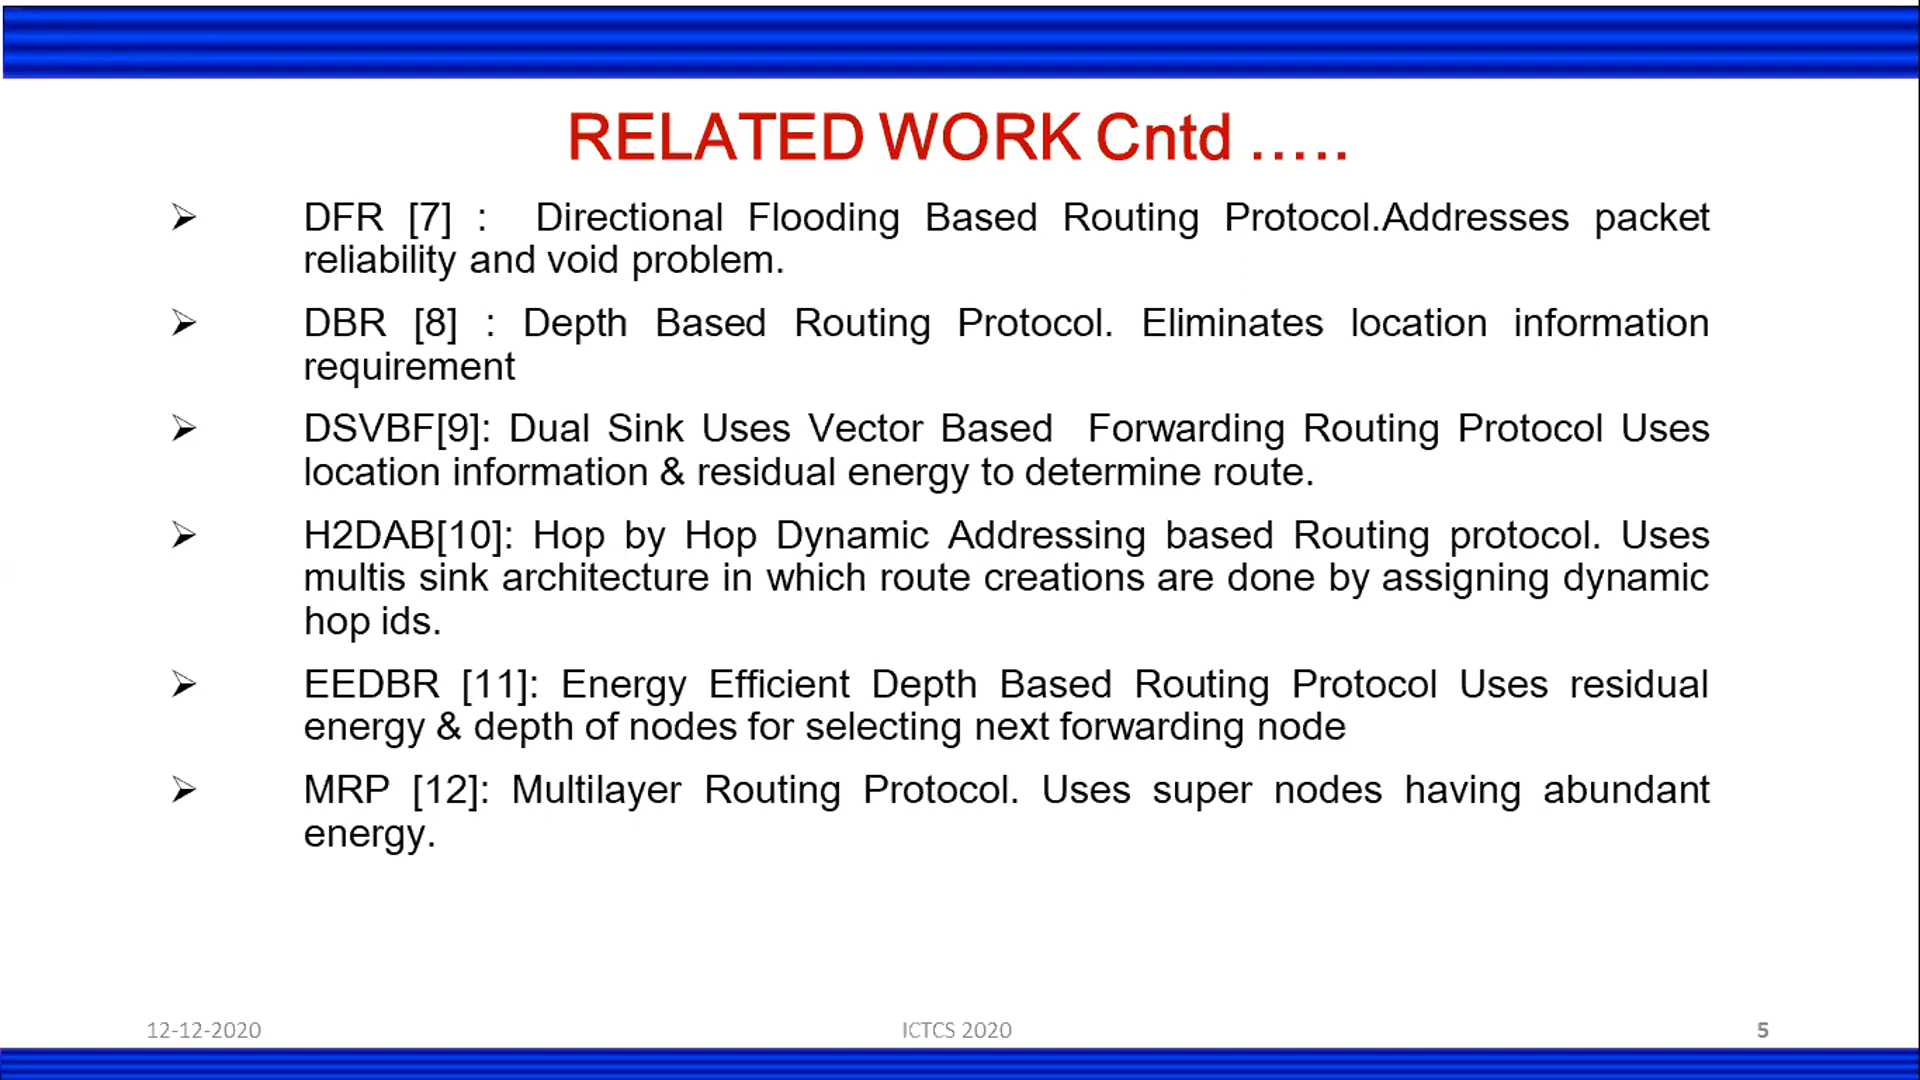 RELATED WORK Cntd .....
DFR [7] : Directional Flooding Based Routing Protocol.Addresses packet
reliability and void problem.
DBR [8] : Depth Based Routing Protocol. Eliminates location information
requirement
DSVBF[9]: Dual Sink Uses Vector Based Forwarding Routing Protocol Uses
location information & residual energy to determine route.
H2DAB[10]: Hop by Hop Dynamic Addressing based Routing protocol. Uses
multis sink architecture in which route creations are done by assigning dynamic
hop ids.
EEDBR [11]: Energy Efficient Depth Based Routing Protocol Uses residual
energy & depth of nodes for selecting next forwarding node
MRP [12]: Multilayer Routing Protocol. Uses super nodes having abundant
energy.
12-12-2020
ICTCS 2020
5